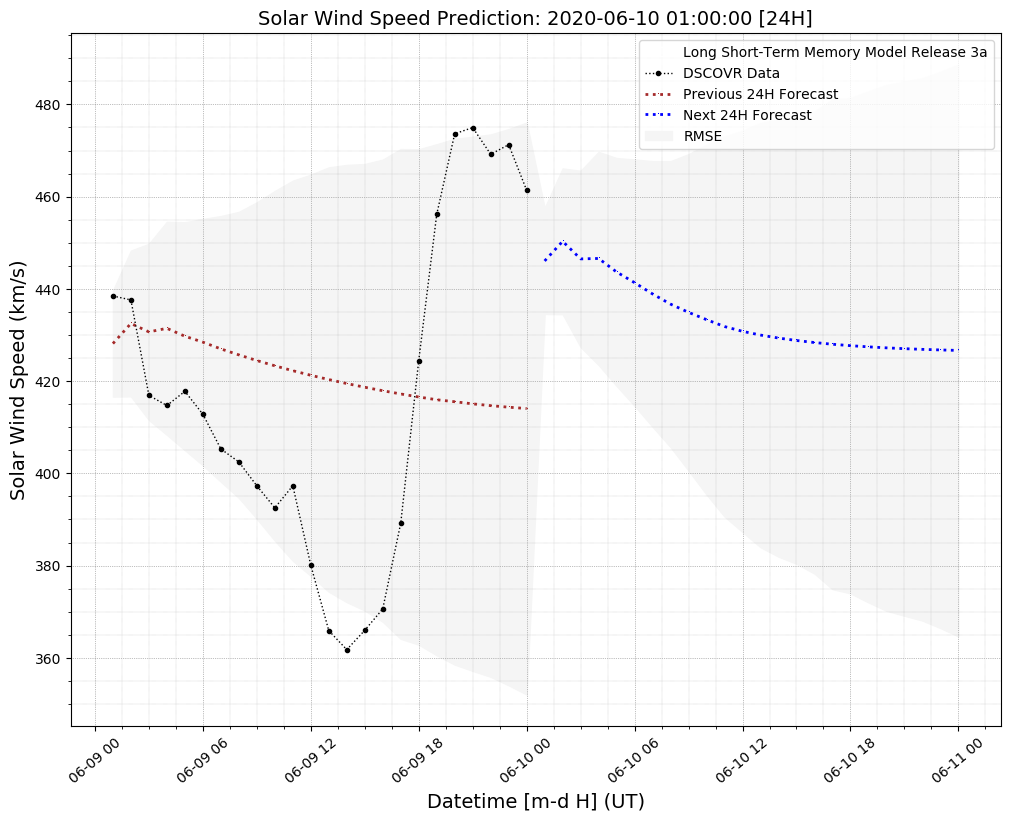 Solar Wind Speed Prediction: 2020-06-10 01:00:00 [24H]
Long Short-Term Memory Model Release 3a
DSCOVR Data
Previous 24H Forecast
Next 24H Forecast
RMSE
Solar Wind Speed (km/s)
480
460
440
420
400
380
360
06-09 00
06-09 06
06-09 12
06-09 18
06-10 00
06-10 06
06-10 12
06-10 18
06-11 00
Datetime [m-d H] (UT)